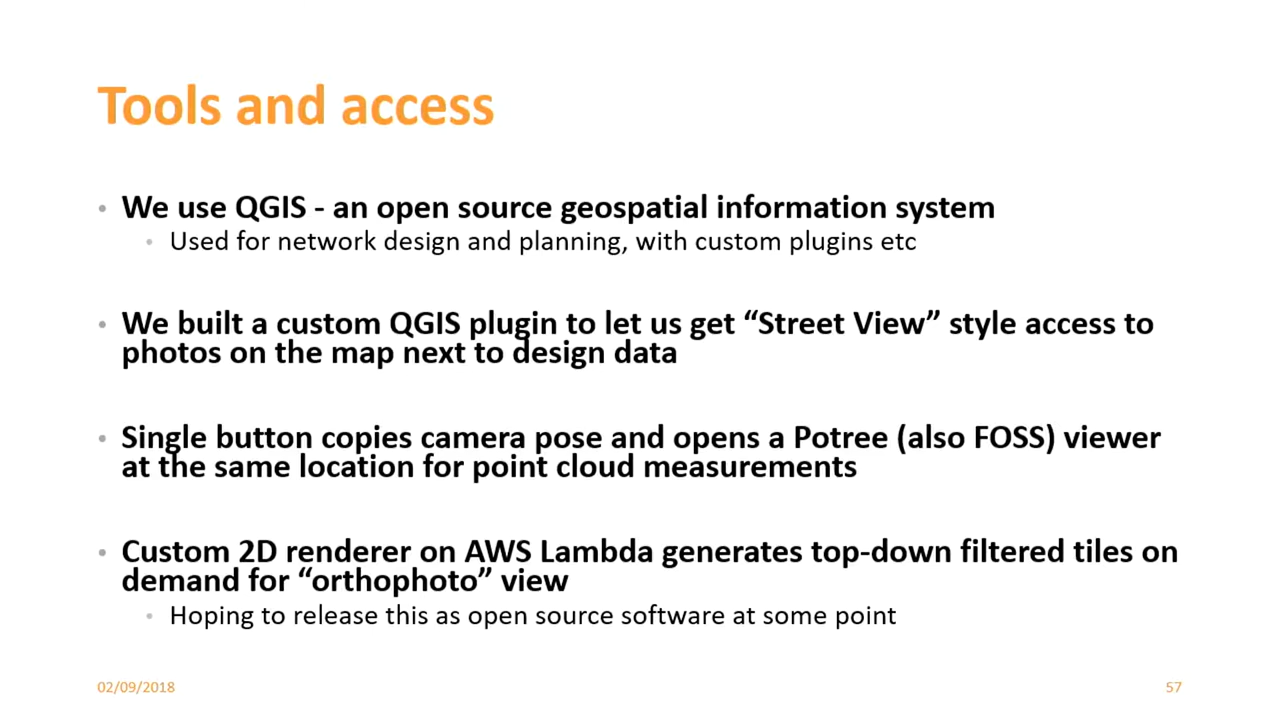 Tools and access
• We use QGIS - an open source geospatial information system
• Used for network design and planning, with custom plugins etc
• We built a custom QGIS plugin to let us get “Street View” style access to
photos on the map next to design data
• Single button copies camera pose and opens a Potree (also FOSS) viewer
at the same location for point cloud measurements
• Custom 2D renderer on AWS Lambda generates top-down filtered tiles on
demand for “orthophoto” view
• Hoping to release this as open source software at some point
02/09/2018
57